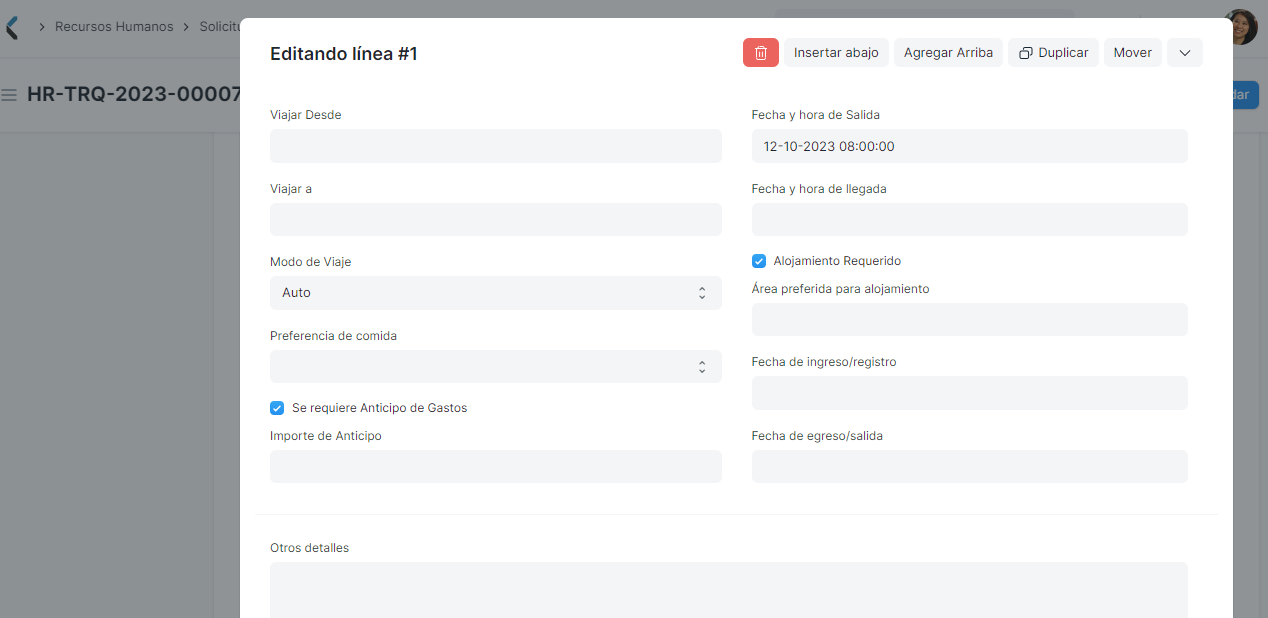 Recursos Humanos
HR-TRQ-2023-00007
Editando línea #1
Insertar abajo
Agregar Arriba
Duplicar
Mover
Viajar Desde
Viajar a
Modo de Viaje
Auto
Preferencia de comida
Se requiere Anticipo de Gastos
Importe de Anticipo
Fecha y hora de Salida
12-10-2023 08:00:00
Fecha y hora de llegada
Alojamiento Requerido
Área preferida para alojamiento
Fecha de ingreso/registro
Fecha de egreso/salida
Otros detalles